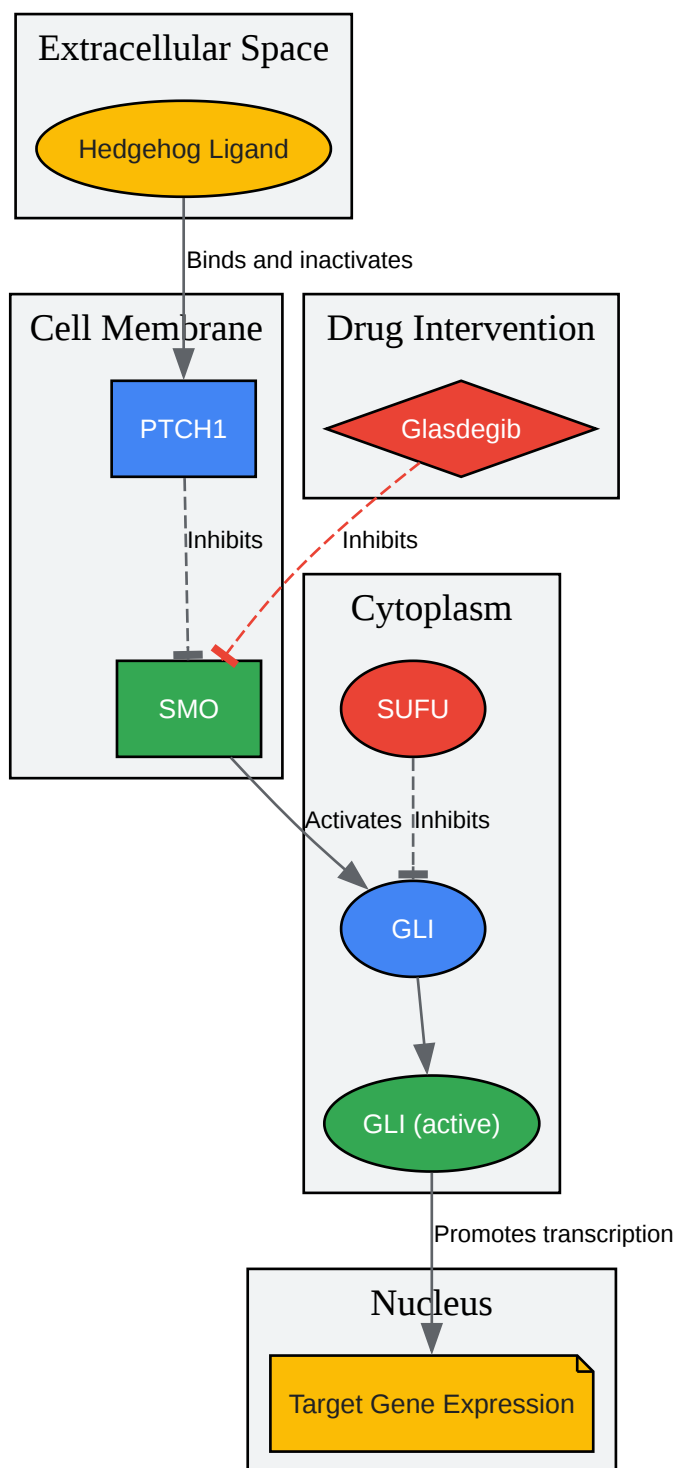 Extracellular Space
Hedgehog Ligand
Binds and inactivates
Cell Membrane
Drug Intervention
PTCH1
Glasdegib
Inhibits
Inhibits
Cytoplasm
SMO
SUFU
Activates
Inhibits
GLI
GLI (active)
Promotes transcription
Nucleus
Target Gene Expression